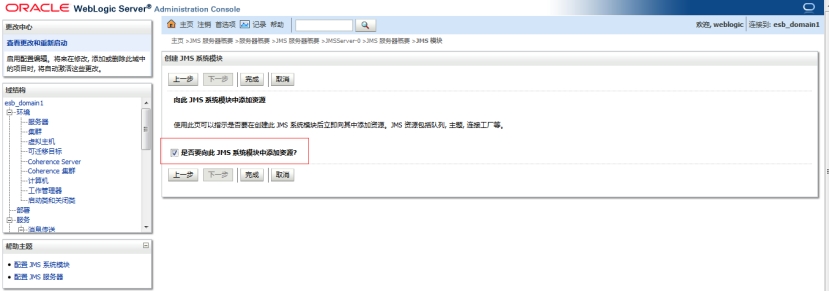 ORACLE WebLogic Server® Administration Console
更改中心
查看更改和重新启动
启用配置编辑。将来在修改, 添加或删除此域中的项目时, 将自动激活这些更改。
域结构
esb_domain1
环境
服务器
集群
虚拟主机
可迁移目标
Coherence Server
Coherence 集群
计算机
工作管理器
启动类和关闭类
部署
服务
消息传送
帮助主题
配置 JMS 系统模块
配置 JMS 服务器
主页 注销 首选项 记录 帮助
欢迎, weblogic 连接到: esb_domain1
主页 >JMS 服务器概要 >服务器概要 >JMS 服务器概要 >JMSServer-0 >JMS 服务器概要 >JMS 模块
创建 JMS 系统模块
上一步 下一步 完成 取消
向此 JMS 系统模块中添加资源
使用此页可以指示是否要在创建此 JMS 系统模块后立即向其中添加资源。JMS 资源包括队列, 主题, 连接工厂等。
是否要向此 JMS 系统模块中添加资源?
上一步 下一步 完成 取消